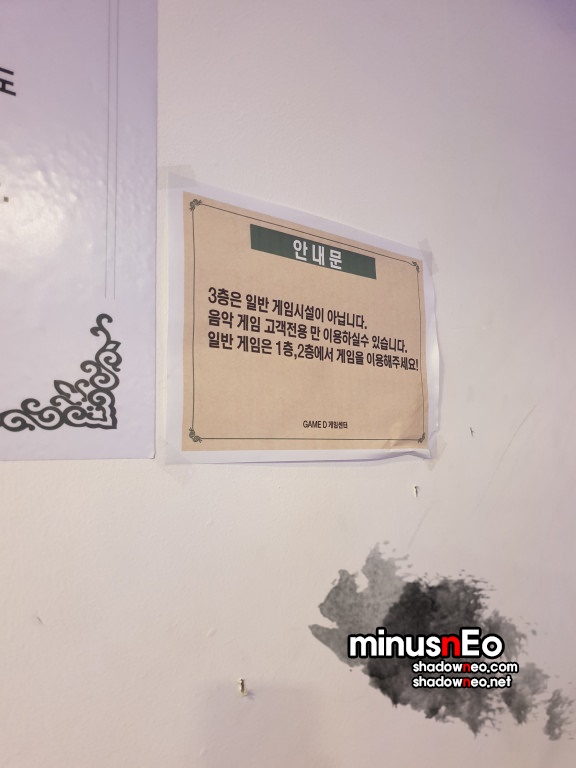 안내문
3층은 일반 게임시설이 아닙니다.
음악 게임 고객전용 만 이용하실수 있습니다.
일반 게임은 1층,2층에서 게임을 이용해주세요!
GAME D 게임센터
minusnEo
shadowneo.com
shadowneo.net